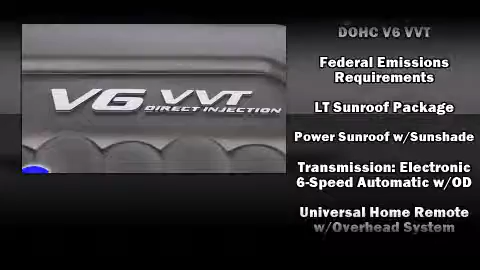 DOHC V6 VVT
V6 VVT
DIRECT INJECTION
Federal Emissions
Requirements
LT Sunroof Package
Power Sunroof w/Sunshade
Transmission: Electronic
6-Speed Automatic w/OD
Universal Home Remote
w/Overhead System